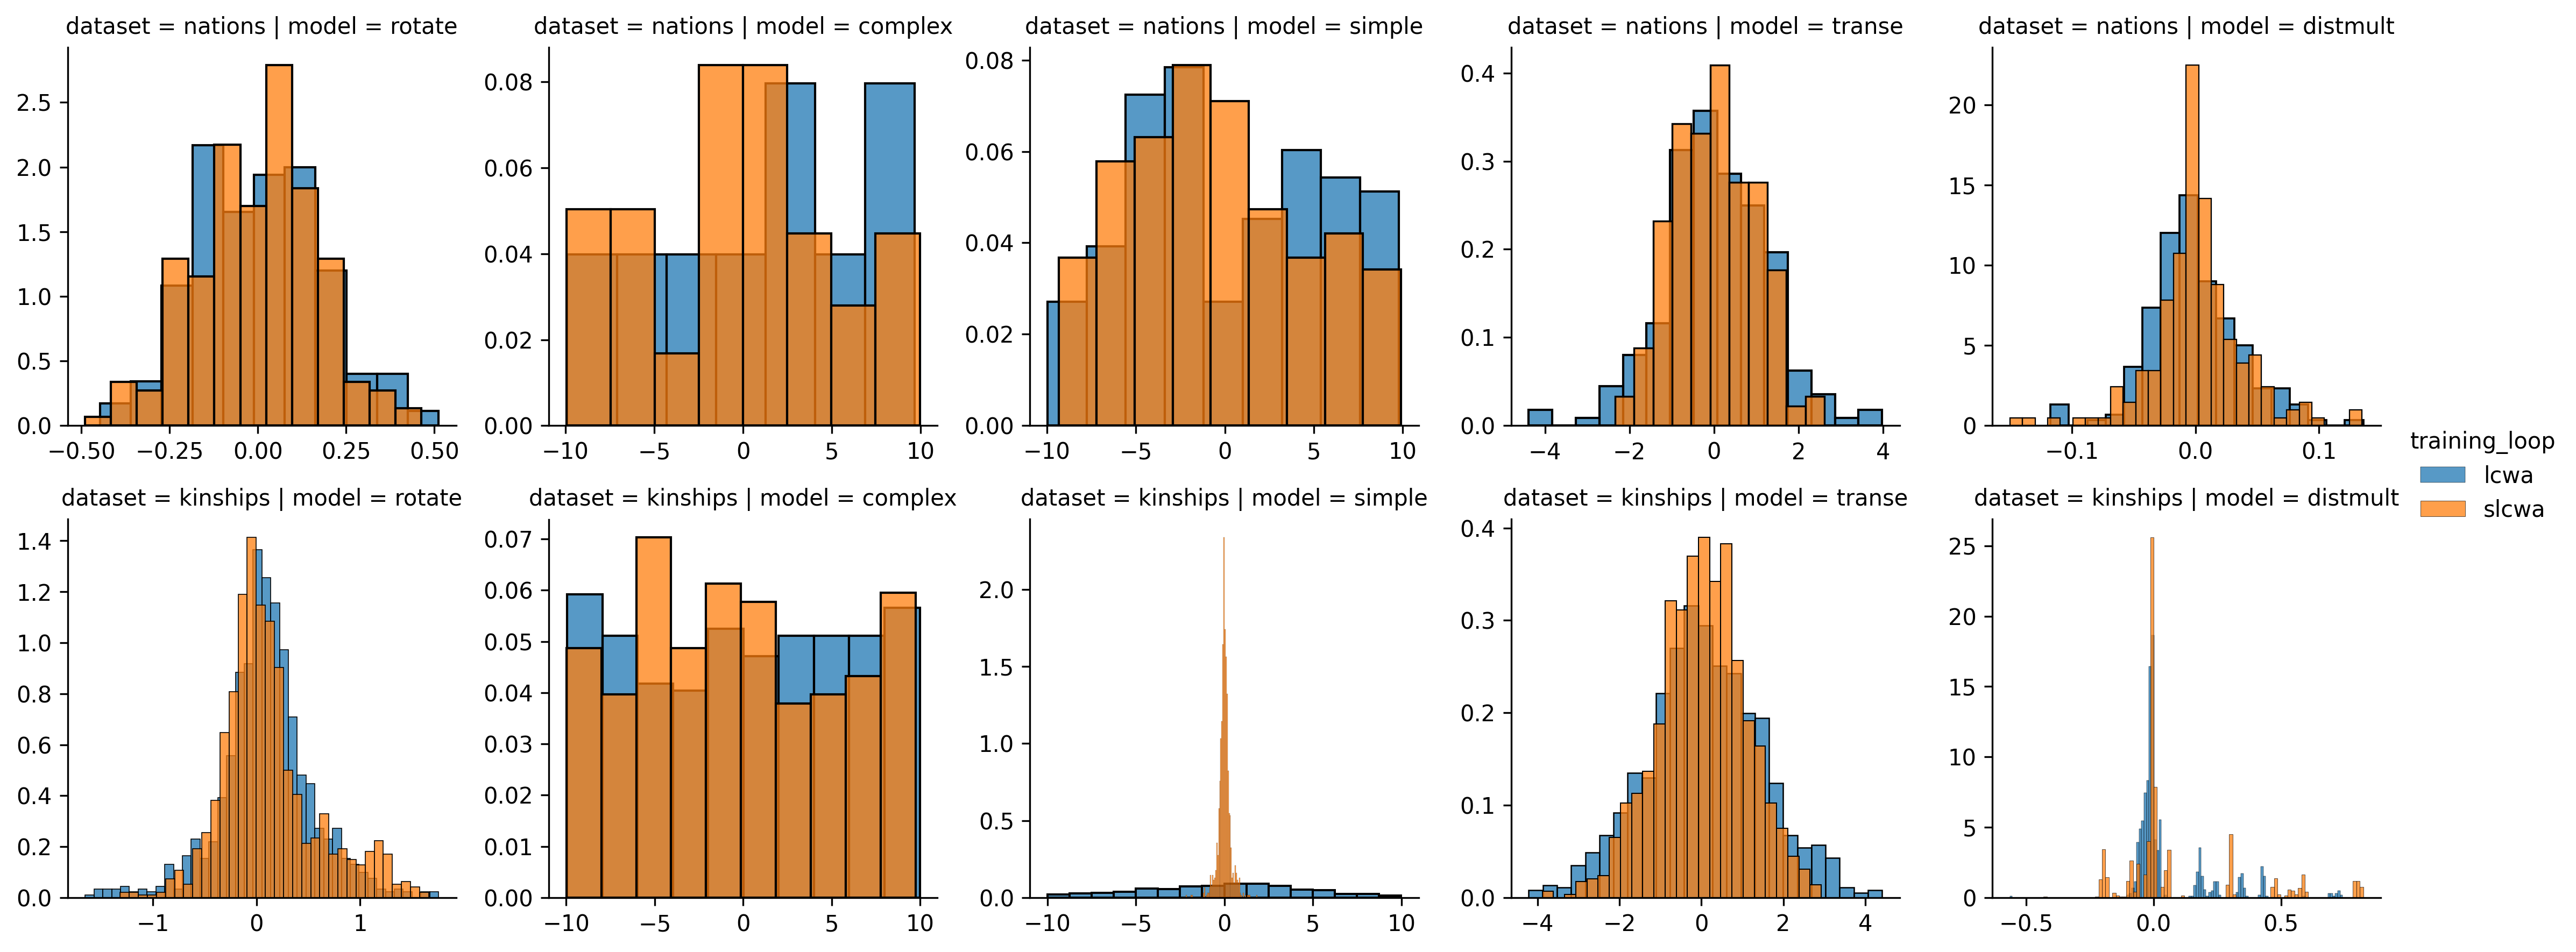 dataset = nations | model = rotate
dataset = nations | model = complex
dataset = nations | model = simple
dataset = nations | model = transe
dataset = nations | model = distmult
2.5
2.0
1.5
1.0
0.5
0.0
−0.50 −0.25 0.00 0.25 0.50
0.08
0.06
0.04
0.02
0.00
−10 −5 0 5 10
0.08
0.06
0.04
0.02
0.00
−10 −5 0 5 10
0.4
0.3
0.2
0.1
0.0
−4 −2 0 2 4
20
15
10
5
0
−0.1 0.0 0.1
training_loop
lcwa
slcwa
dataset = kinships | model = rotate
dataset = kinships | model = complex
dataset = kinships | model = simple
dataset = kinships | model = transe
dataset = kinships | model = distmult
1.4
1.2
1.0
0.8
0.6
0.4
0.2
0.0
−1 0 1
0.07
0.06
0.05
0.04
0.03
0.02
0.01
0.00
−10 −5 0 5 10
2.0
1.5
1.0
0.5
0.0
−10 −5 0 5 10
0.4
0.3
0.2
0.1
0.0
−4 −2 0 2 4
25
20
15
10
5
0
−0.5 0.0 0.5